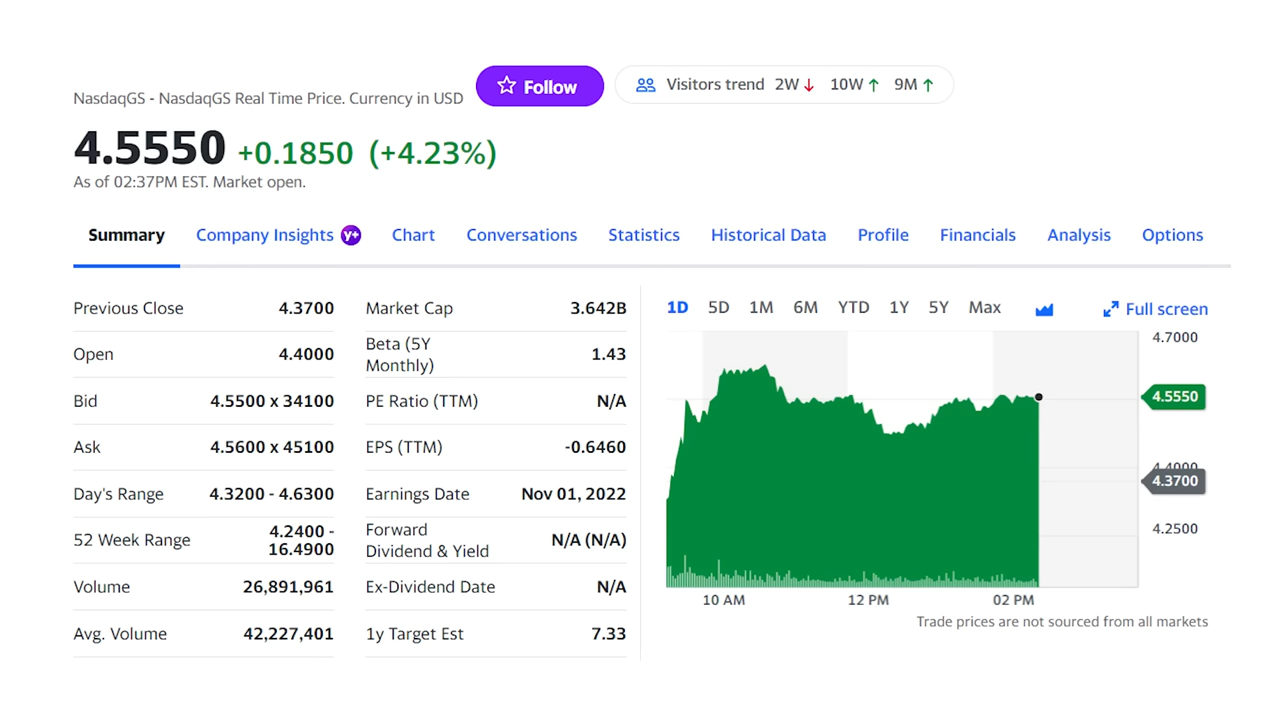 NasdaqGS - NasdaqGS Real Time Price. Currency in USD
Follow
Visitors trend 2W↓ 10W↑ 9M↑
4.5550 +0.1850 (+4.23%)
As of 02:37PM EST. Market open.
Summary Company Insights y+ Chart Conversations Statistics Historical Data Profile Financials Analysis Options
Previous Close 4.3700
Open 4.4000
Bid 4.5500 x 34100
Ask 4.5600 x 45100
Day's Range 4.3200 - 4.6300
52 Week Range 4.2400 -
16.4900
Volume 26,891,961
Avg. Volume 42,227,401
Market Cap 3.642B
Beta (5Y
Monthly) 1.43
PE Ratio (TTM) N/A
EPS (TTM) -0.6460
Earnings Date Nov 01, 2022
Forward
Dividend & Yield N/A (N/A)
Ex-Dividend Date N/A
1y Target Est 7.33
1D 5D 1M 6M YTD 1Y 5Y Max Full screen
4.7000
4.5550
4.4000
4.3700
4.2500
10 AM 12 PM 02 PM
Trade prices are not sourced from all markets